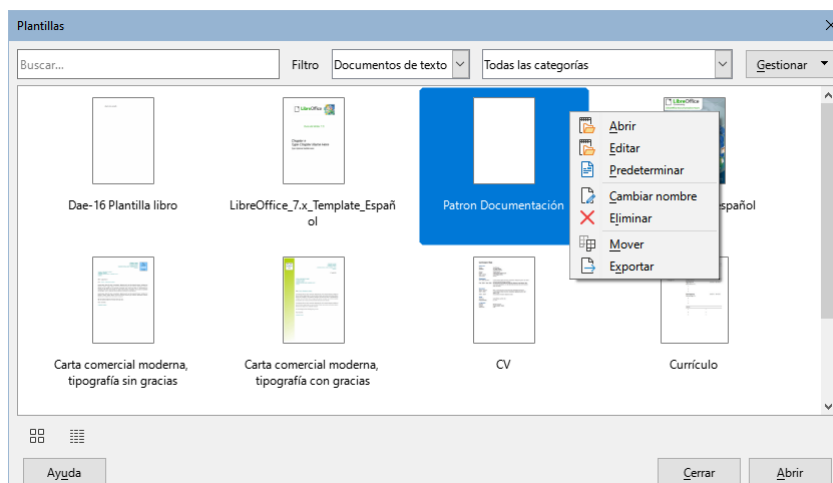 Plantillas
Buscar...
Filtro
Documentos de texto
Todas las categorías
Gestionar
LibreOffice
LibreOffice
Abrir
Editar
Predeterminar
Cambiar nombre
Eliminar
Mover
Exportar
Dae-16 Plantilla libro
LibreOffice_7.x_Template_Españ
ol
Patron Documentación
spañol
Carta comercial moderna,
tipografía sin gracias
Carta comercial moderna,
tipografía con gracias
CV
Currículo
Ayuda
Cerrar
Abrir